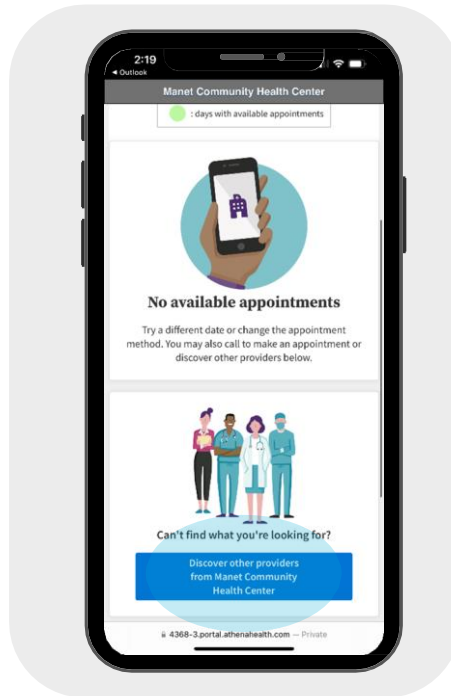 2:19
◄ Outlook
Manet Community Health Center
: days with available appointments
No available appointments
Try a different date or change the appointment
method. You may also call to make an appointment or
discover other providers below.
Can't find what you're looking for?
Discover other providers
from Manet Community
Health Center
4368-3.portal.athenahealth.com — Private